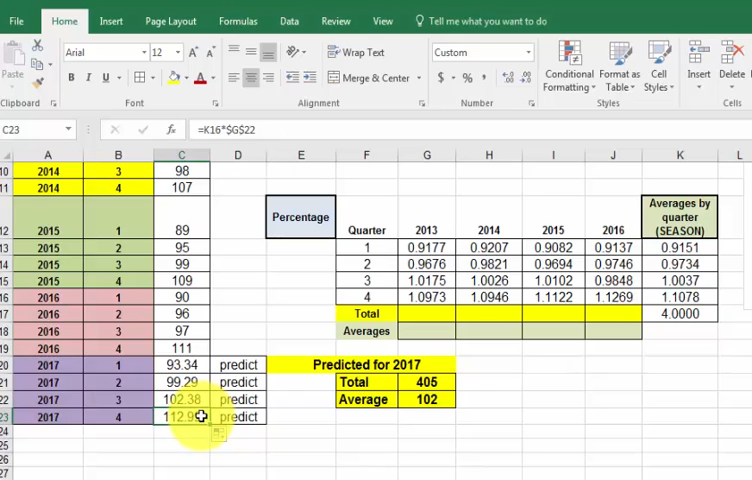 File Home Insert Page Layout Formulas Data Review View Tell me what you want to do
Arial 12 A A Wrap Text Custom
Paste B I U A Merge & Center $ % Conditional Formatting Format as Table Cell Styles Insert Delete
Clipboard Font Alignment Number Styles Cells
C23 fx =K16*$G$22
A B C D E F G H I J K L
10 2014 3 98
11 2014 4 107
12 2015 1 89 Percentage Quarter 2013 2014 2015 2016 Averages by quarter (SEASON)
13 2015 2 95 1 0.9177 0.9207 0.9082 0.9137 0.9151
14 2015 3 99 2 0.9676 0.9821 0.9694 0.9746 0.9734
15 2015 4 109 3 1.0175 1.0026 1.0102 0.9848 1.0037
16 2016 1 90 4 1.0973 1.0946 1.1122 1.1269 1.1078
17 2016 2 96 Total 4.0000
18 2016 3 97 Averages
19 2016 4 111
20 2017 1 93.34 predict Predicted for 2017
21 2017 2 99.29 predict Total 405
22 2017 3 102.38 predict Average 102
23 2017 4 predict
24
25
26
27